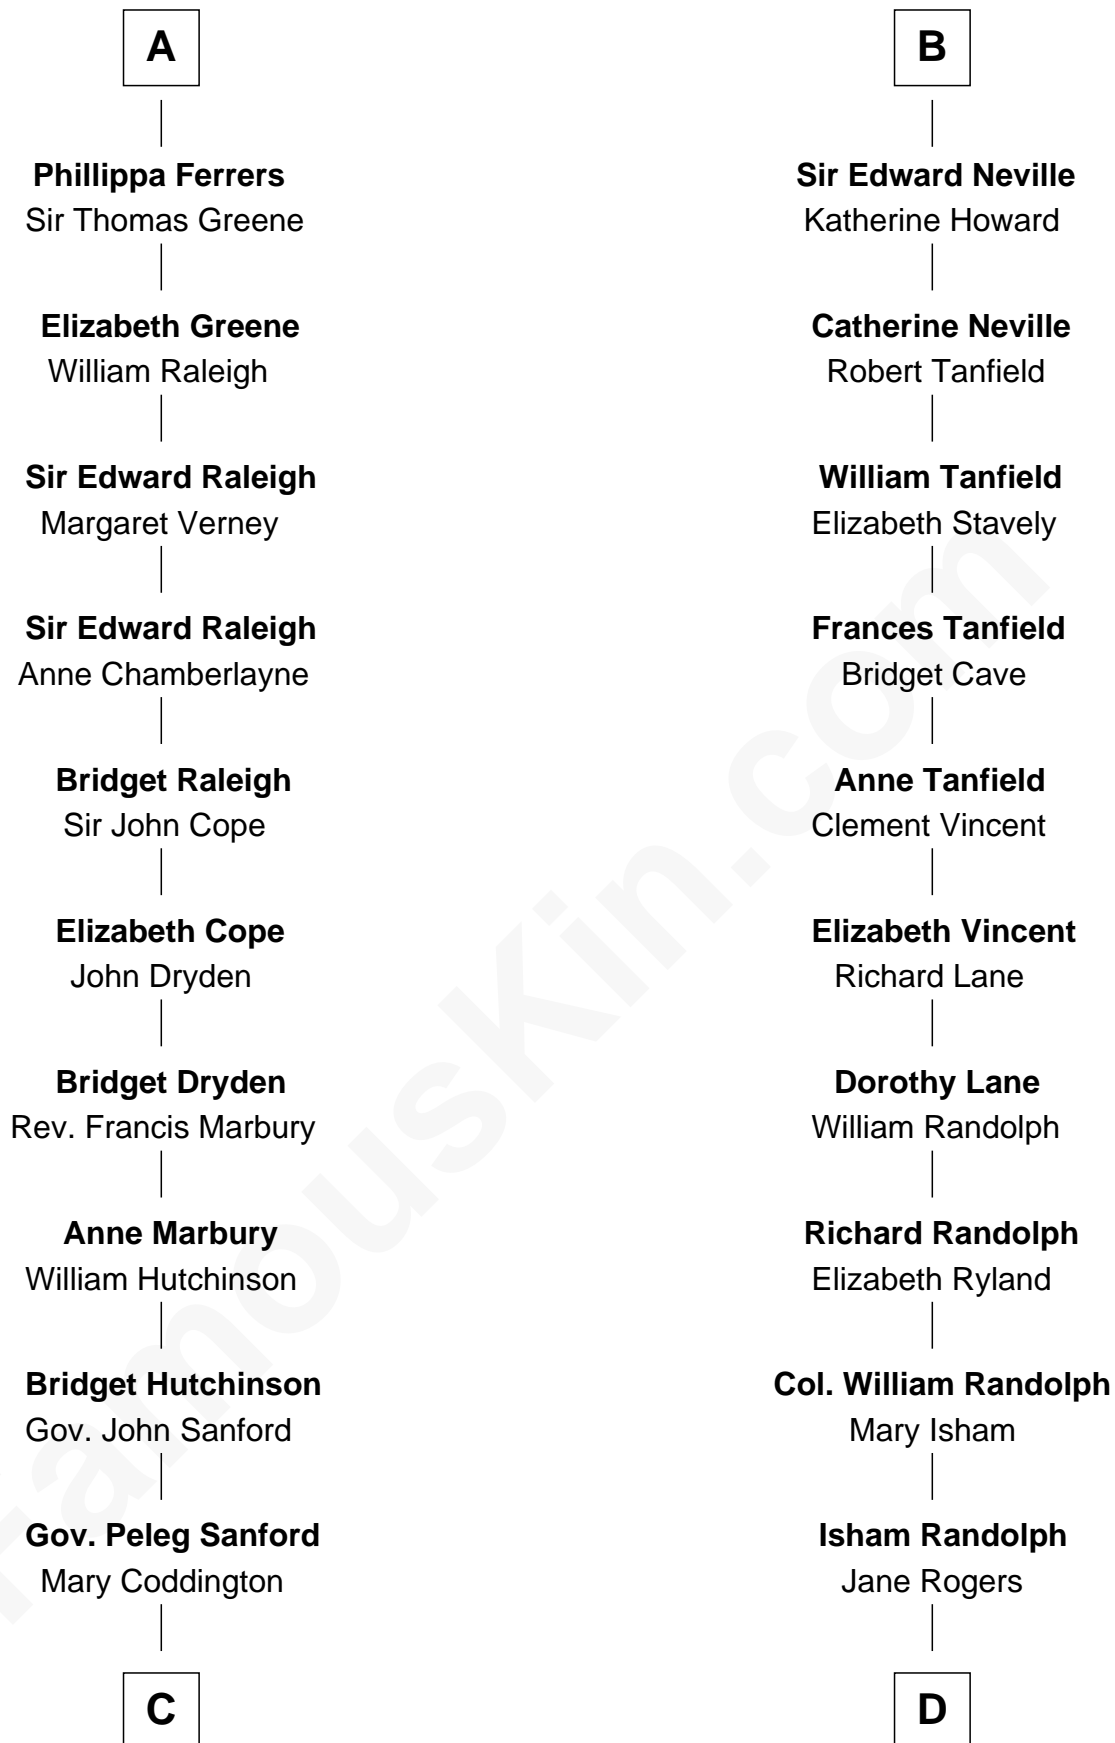 A
Phillippa Ferrers
Sir Thomas Greene
Elizabeth Greene
William Raleigh
Sir Edward Raleigh
Margaret Verney
Sir Edward Raleigh
Anne Chamberlayne
Bridget Raleigh
Sir John Cope
Elizabeth Cope
John Dryden
Bridget Dryden
Rev. Francis Marbury
Anne Marbury
William Hutchinson
Bridget Hutchinson
Gov. John Sanford
Gov. Peleg Sanford
Mary Coddington
C
B
Sir Edward Neville
Katherine Howard
Catherine Neville
Robert Tanfield
William Tanfield
Elizabeth Stavely
Frances Tanfield
Bridget Cave
Anne Tanfield
Clement Vincent
Elizabeth Vincent
Richard Lane
Dorothy Lane
William Randolph
Richard Randolph
Elizabeth Ryland
Col. William Randolph
Mary Isham
Isham Randolph
Jane Rogers
D
FamousKin.com